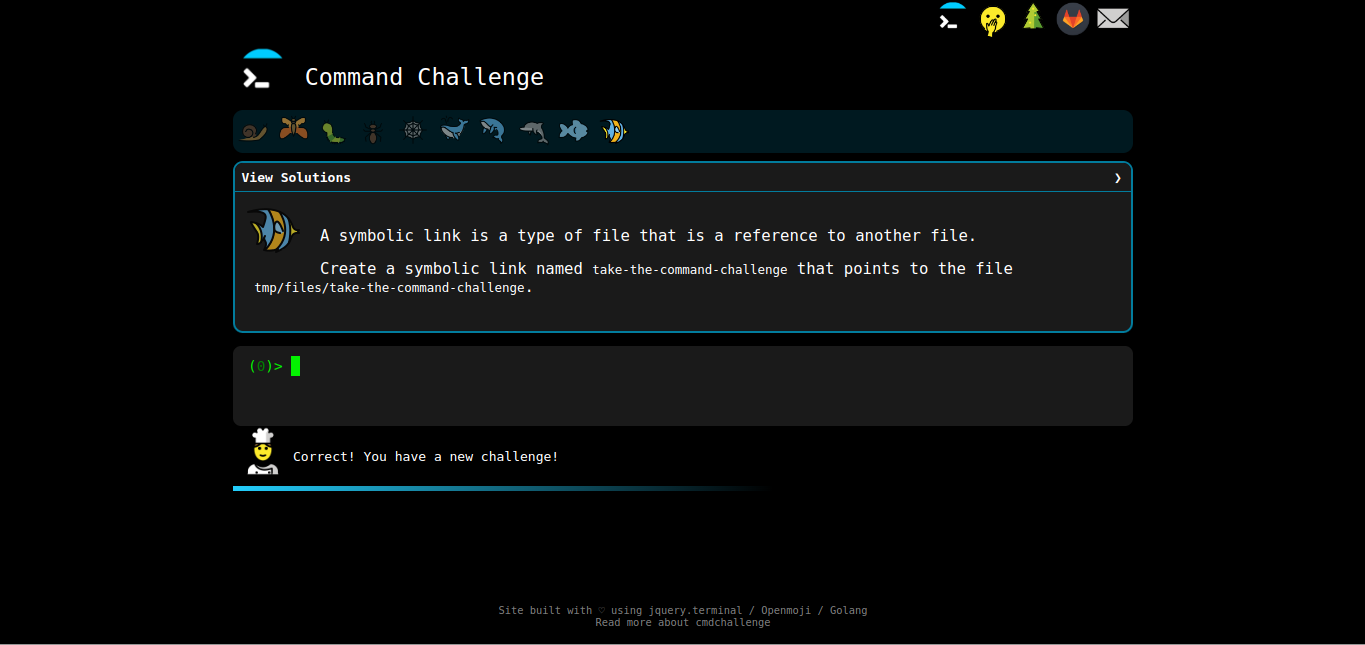 Command Challenge
View Solutions ❯
A symbolic link is a type of file that is a reference to another file.
Create a symbolic link named take-the-command-challenge that points to the file
tmp/files/take-the-command-challenge.
(0)>
Correct! You have a new challenge!
Site built with ♡ using jquery.terminal / Openmoji / Golang
Read more about cmdchallenge